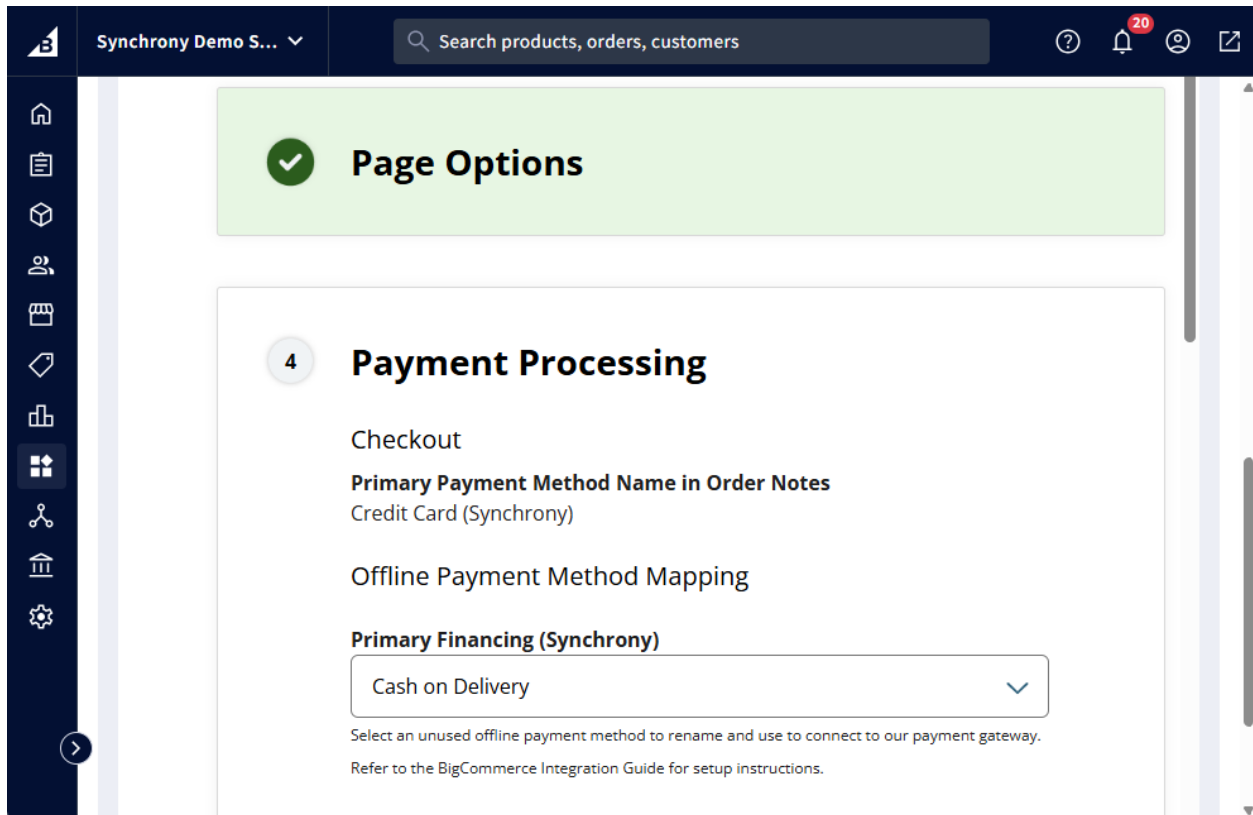 B
Synchrony Demo S...
Search products, orders, customers
20
Page Options
4
Payment Processing
Checkout
Primary Payment Method Name in Order Notes
Credit Card (Synchrony)
Offline Payment Method Mapping
Primary Financing (Synchrony)
Cash on Delivery
Select an unused offline payment method to rename and use to connect to our payment gateway.
Refer to the BigCommerce Integration Guide for setup instructions.